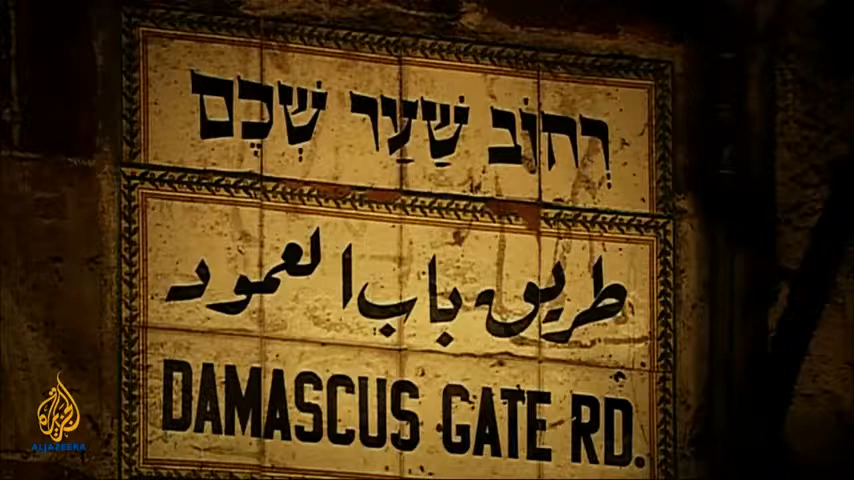 רְחוֹב שַׁעַר שְׁכֶם
طريق باب العمود
DAMASCUS GATE RD.
ALJAZEERA